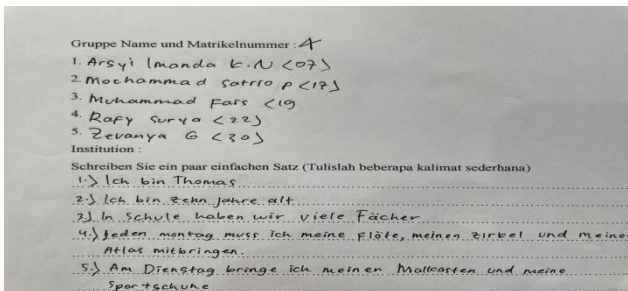 Gruppe Name und Matrikelnummer : 4
1. Arsyi Imanda K.N <07>
2. Mochammad Satrio P <17>
3. Muhammad Fais <19
4. Rafy Surya <22>
5. Zevanya G <30>
Institution :
Schreiben Sie ein paar einfachen Satz (Tulislah beberapa kalimat sederhana)
1.) Ich bin Thomas
2.) Ich bin zehn Jahre alt
3.) In Schule haben wir viele Fächer
4.) Jeden montag muss ich meine Flöte, meinen Zirkel und meinen
Atlas mitbringen.
5.) Am Dienstag bringe ich meinen Mallcasten und meine
Sportschuhe